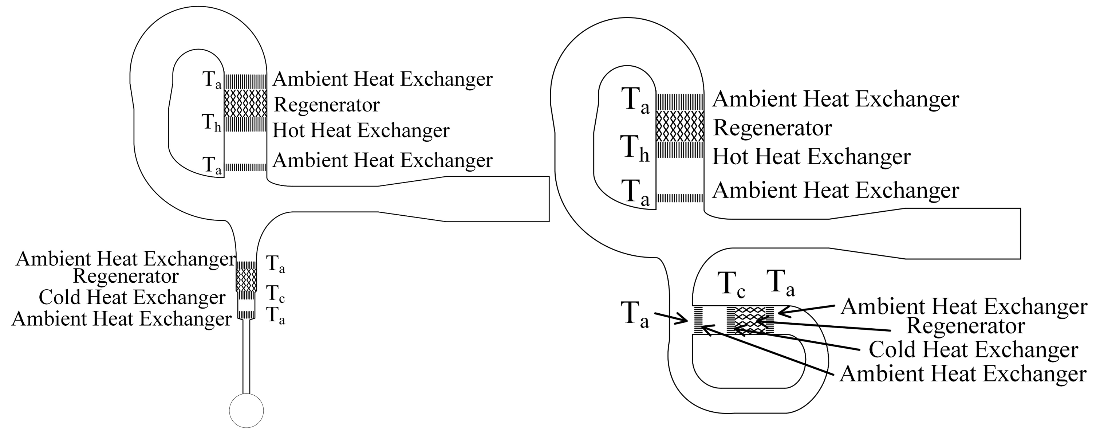 Ta Ambient Heat Exchanger
Regenerator
Th Hot Heat Exchanger
Ta Ambient Heat Exchanger
Ambient Heat Exchanger Ta
Regenerator
Cold Heat Exchanger Tc
Ambient Heat Exchanger Ta
Ta Ambient Heat Exchanger
Regenerator
Th Hot Heat Exchanger
Ta Ambient Heat Exchanger
Tc Ta
Ta
Ambient Heat Exchanger
Regenerator
Cold Heat Exchanger
Ambient Heat Exchanger